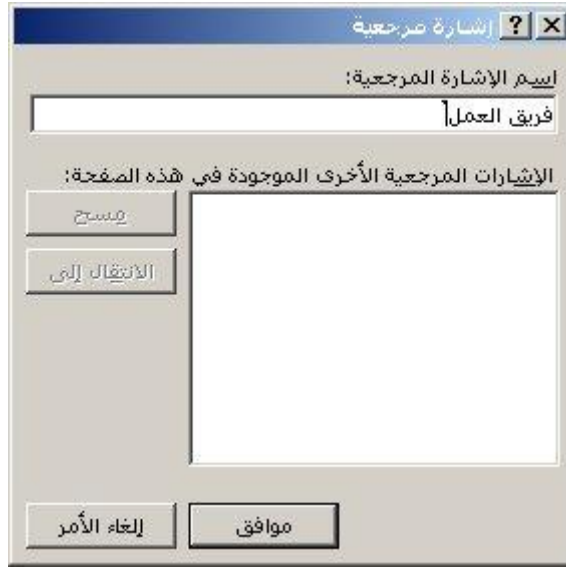 إشارة مرجعية
اسم الإشارة المرجعية:
فريق العمل
الإشارات المرجعية الأخرى الموجودة في هذه الصفحة:
مسح
الانتقال إلى
موافق
إلغاء الأمر